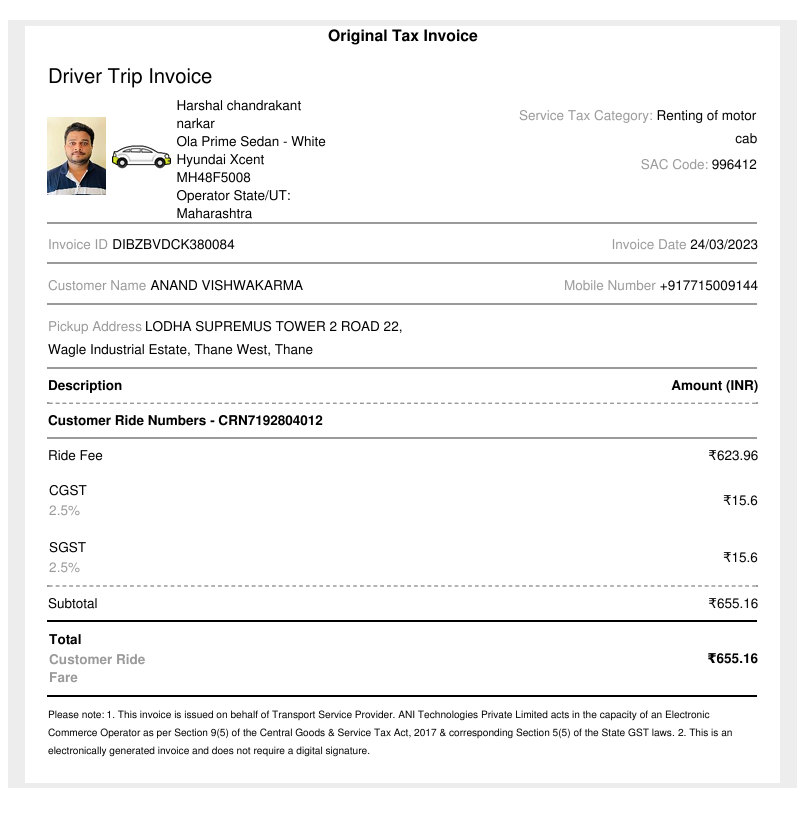 Original Tax Invoice
Driver Trip Invoice
Harshal chandrakant
narkar
Ola Prime Sedan - White
Hyundai Xcent
MH48F5008
Operator State/UT:
Maharashtra
Service Tax Category: Renting of motor
cab
SAC Code: 996412
Invoice ID DIBZBVDCK380084
Invoice Date 24/03/2023
Customer Name ANAND VISHWAKARMA
Mobile Number +917715009144
Pickup Address LODHA SUPREMUS TOWER 2 ROAD 22,
Wagle Industrial Estate, Thane West, Thane
Description Amount (INR)
Customer Ride Numbers - CRN7192804012
Ride Fee ₹623.96
CGST
2.5%
₹15.6
SGST
2.5%
₹15.6
Subtotal ₹655.16
Total
Customer Ride
Fare
₹655.16
Please note: 1. This invoice is issued on behalf of Transport Service Provider. ANI Technologies Private Limited acts in the capacity of an Electronic
Commerce Operator as per Section 9(5) of the Central Goods & Service Tax Act, 2017 & corresponding Section 5(5) of the State GST laws. 2. This is an
electronically generated invoice and does not require a digital signature.